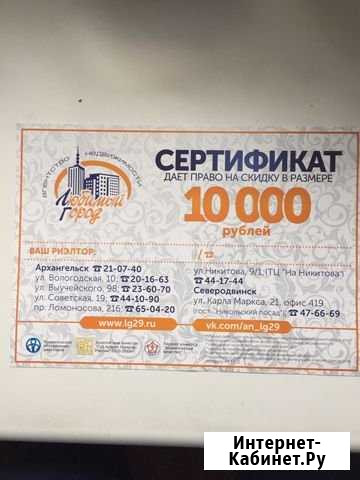 агентство недвижимости
Любимый
Город
СЕРТИФИКАТ
ДАЕТ ПРАВО НА СКИДКУ В РАЗМЕРЕ
10 000
рублей
ВАШ РИЭЛТОР: / ☎
Архангельск ☎21-07-40
ул. Вологодская, 10; ☎20-16-63
ул. Выучейского, 98 ☎23-60-70
ул. Советская, 19 ☎44-10-90
пр. Ломоносова, 216; ☎65-04-20
ул.Никитова, 9/1, (ТЦ "На Никитова")
☎44-17-44
Северодвинск
ул. Карла Маркса, 21, офис 419
(гост. "Никольский посад"); ☎47-66-69
www.lg29.ru
vk.com/an_lg29
Интернет-
Кабинет.Ру